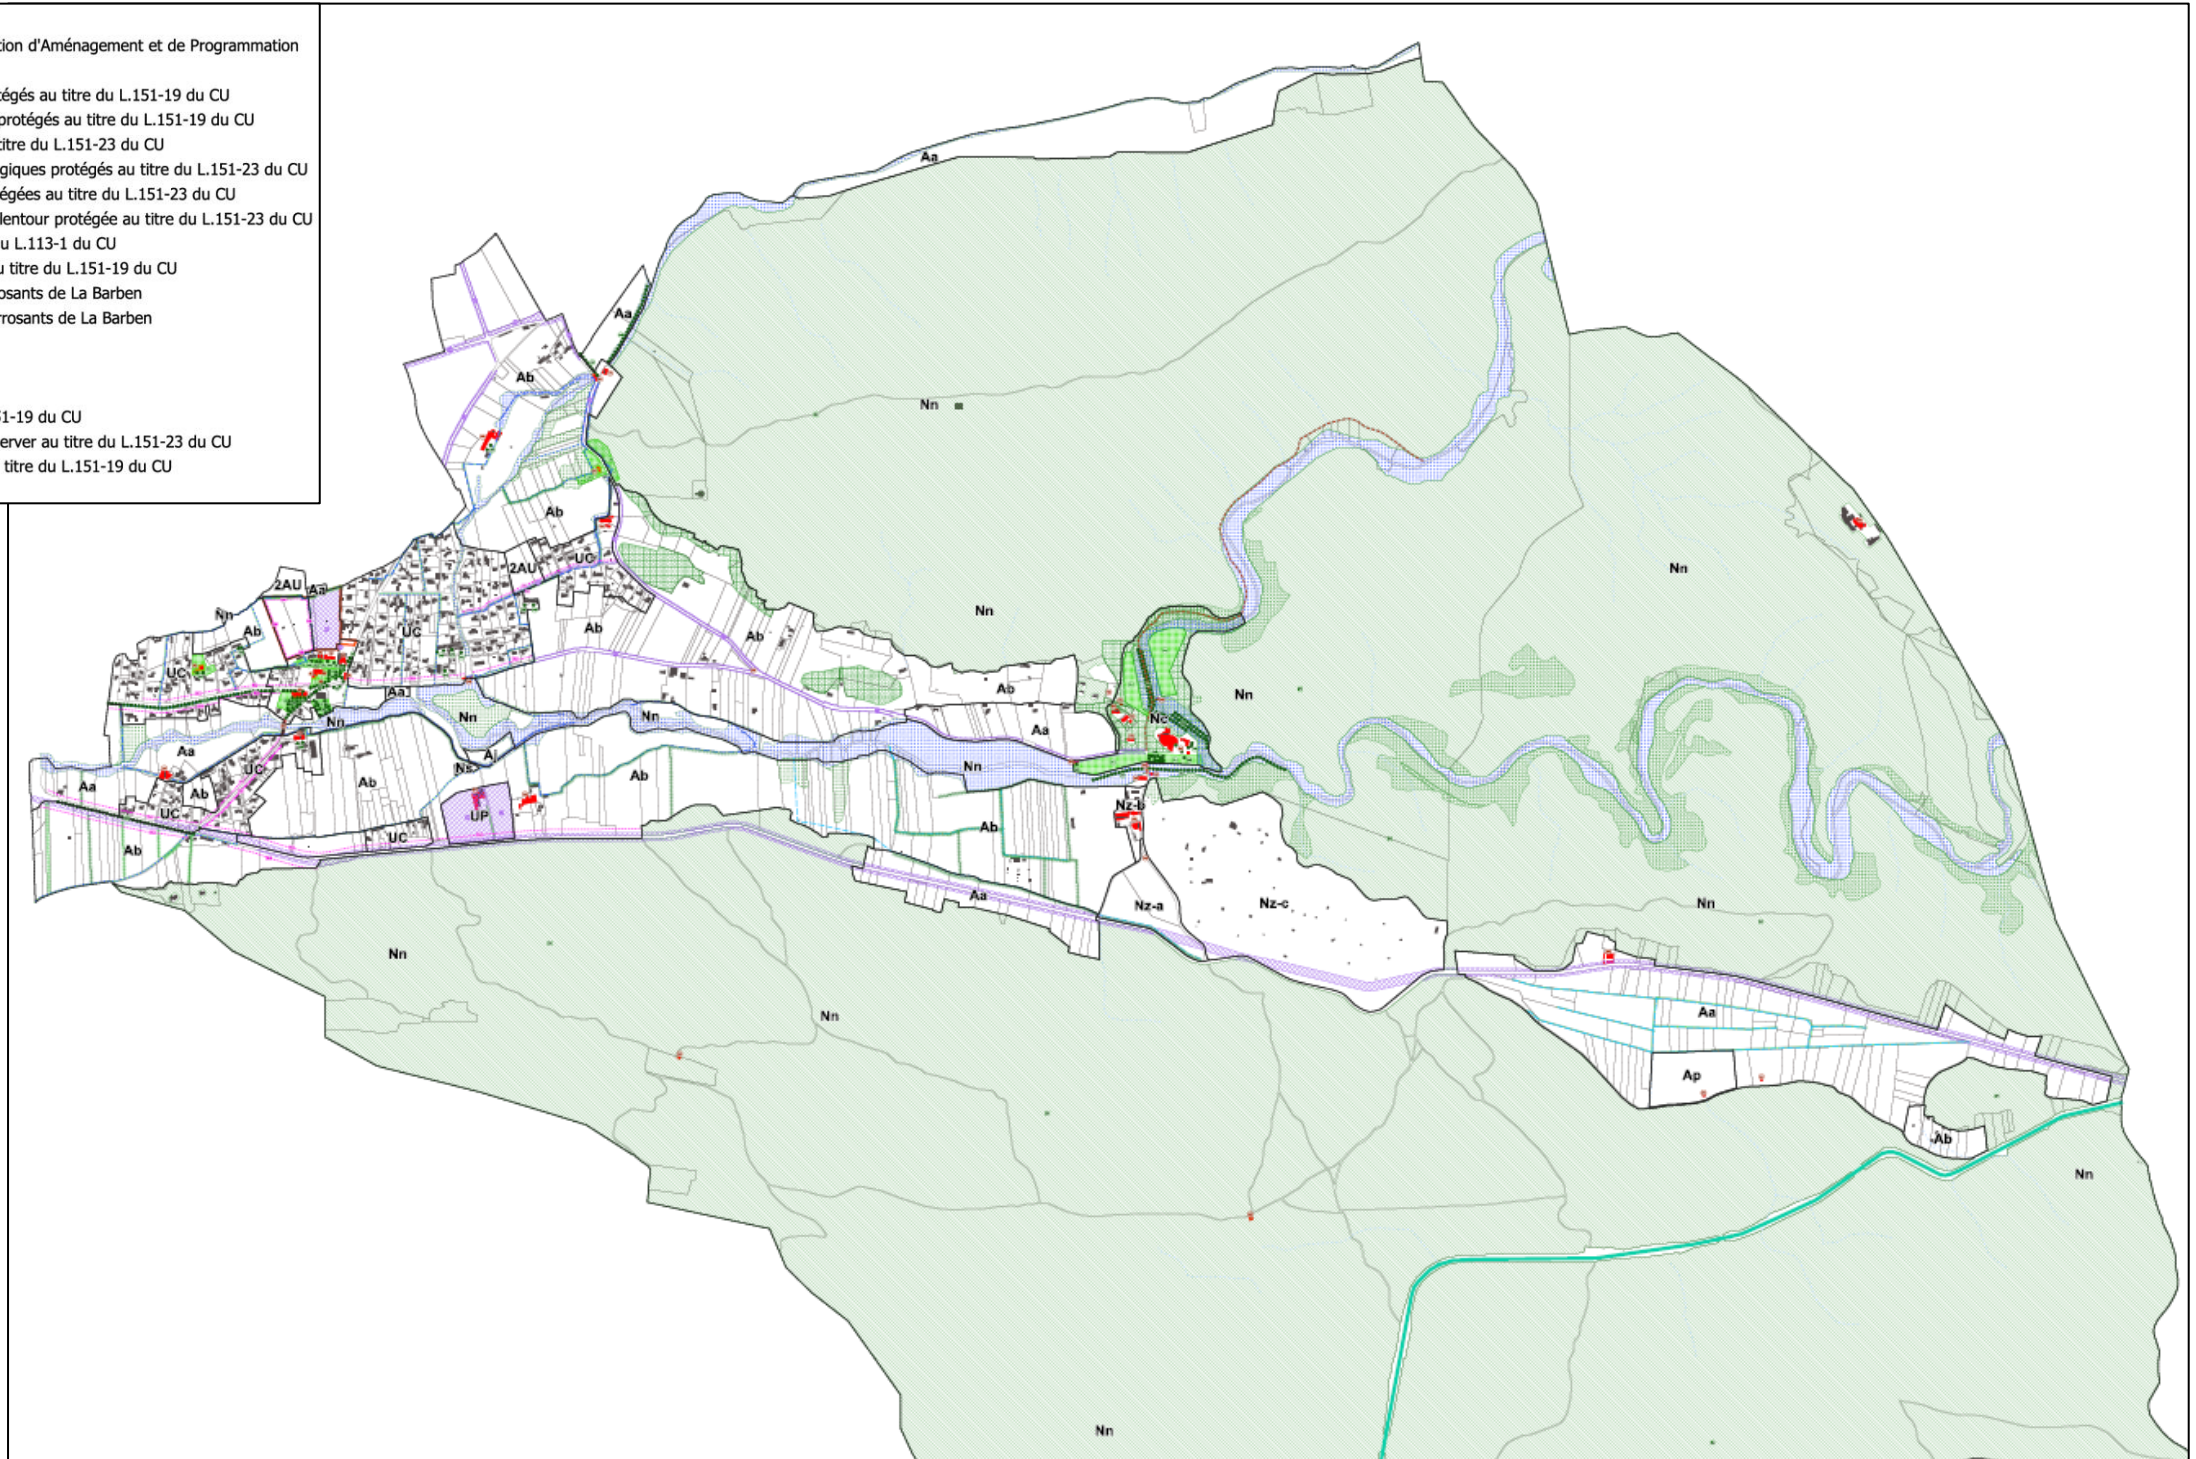 tion d'Aménagement et de Programmation
tégés au titre du L.151-19 du CU
protégés au titre du L.151-19 du CU
titre du L.151-23 du CU
giques protégés au titre du L.151-23 du CU
égées au titre du L.151-23 du CU
lentour protégée au titre du L.151-23 du CU
u L.113-1 du CU
u titre du L.151-19 du CU
osants de La Barben
rrosants de La Barben
51-19 du CU
erver au titre du L.151-23 du CU
titre du L.151-19 du CU
Aa
Aa
Ab
Nn
Ab
UC
2AU
Nn
2AU
Aa
Nn
Nn
Ab
UC
Ab
Ab
UC
Nn
Ab
Aa
Nn
Nn
Nn
Nc
Aa
Aa
Aj
Ns
Nn
UC
Ab
Ab
Aa
Ab
Nz-b
UC
UP
UC
Ab
Ab
Aa
Nz-a
Nz-c
Nn
Nn
Nn
Aa
Ap
Ab
Nn
Nn